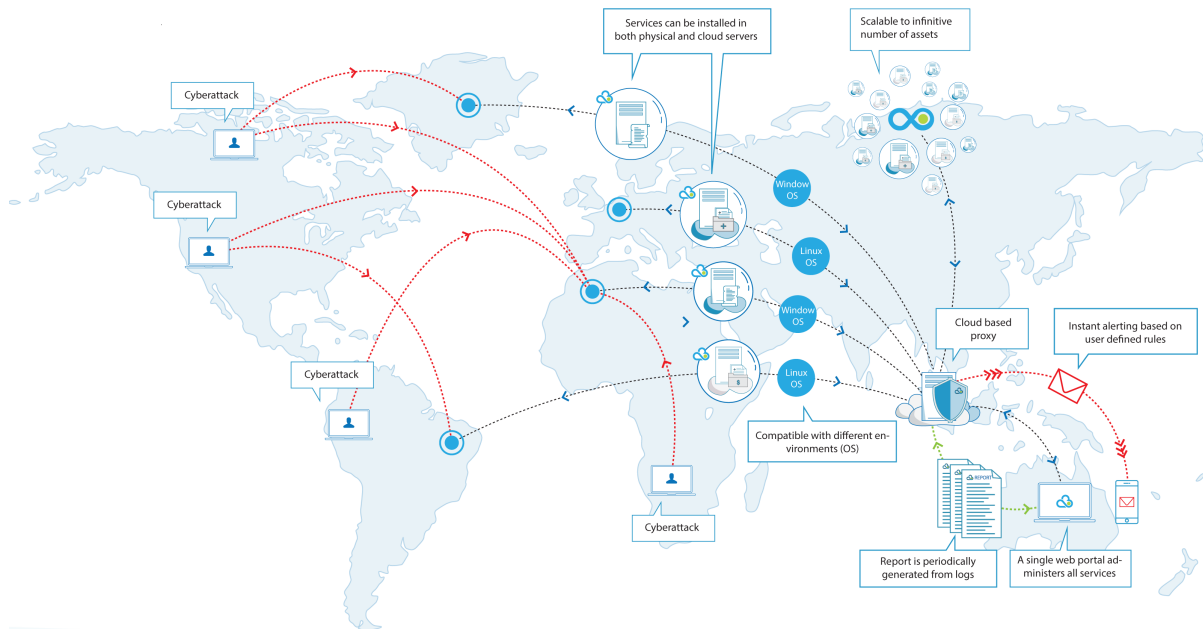 Services can be installed in
both physical and cloud servers
Scalable to infinitive
number of assets
Cyberattack
Cyberattack
Window
OS
Linux
OS
Window
OS
Cloud based
proxy
Instant alerting based on
user defined rules
Cyberattack
Linux
OS
Compatible with different en-
vironments (OS)
REPORT
Cyberattack
Report is periodically
generated from logs
A single web portal ad-
ministers all services